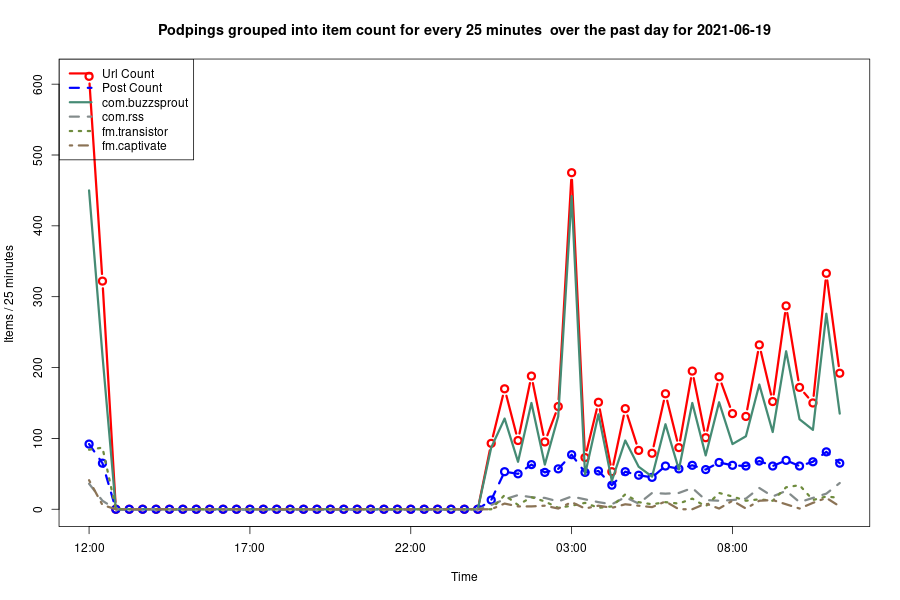 Podpings grouped into item count for every 25 minutes  over the past day for 2021-06-19
Url Count
Post Count
com.buzzsprout
com.rss
fm.transistor
fm.captivate
600
500
400
300
200
100
0
Items / 25 minutes
12:00
17:00
22:00
03:00
08:00
Time